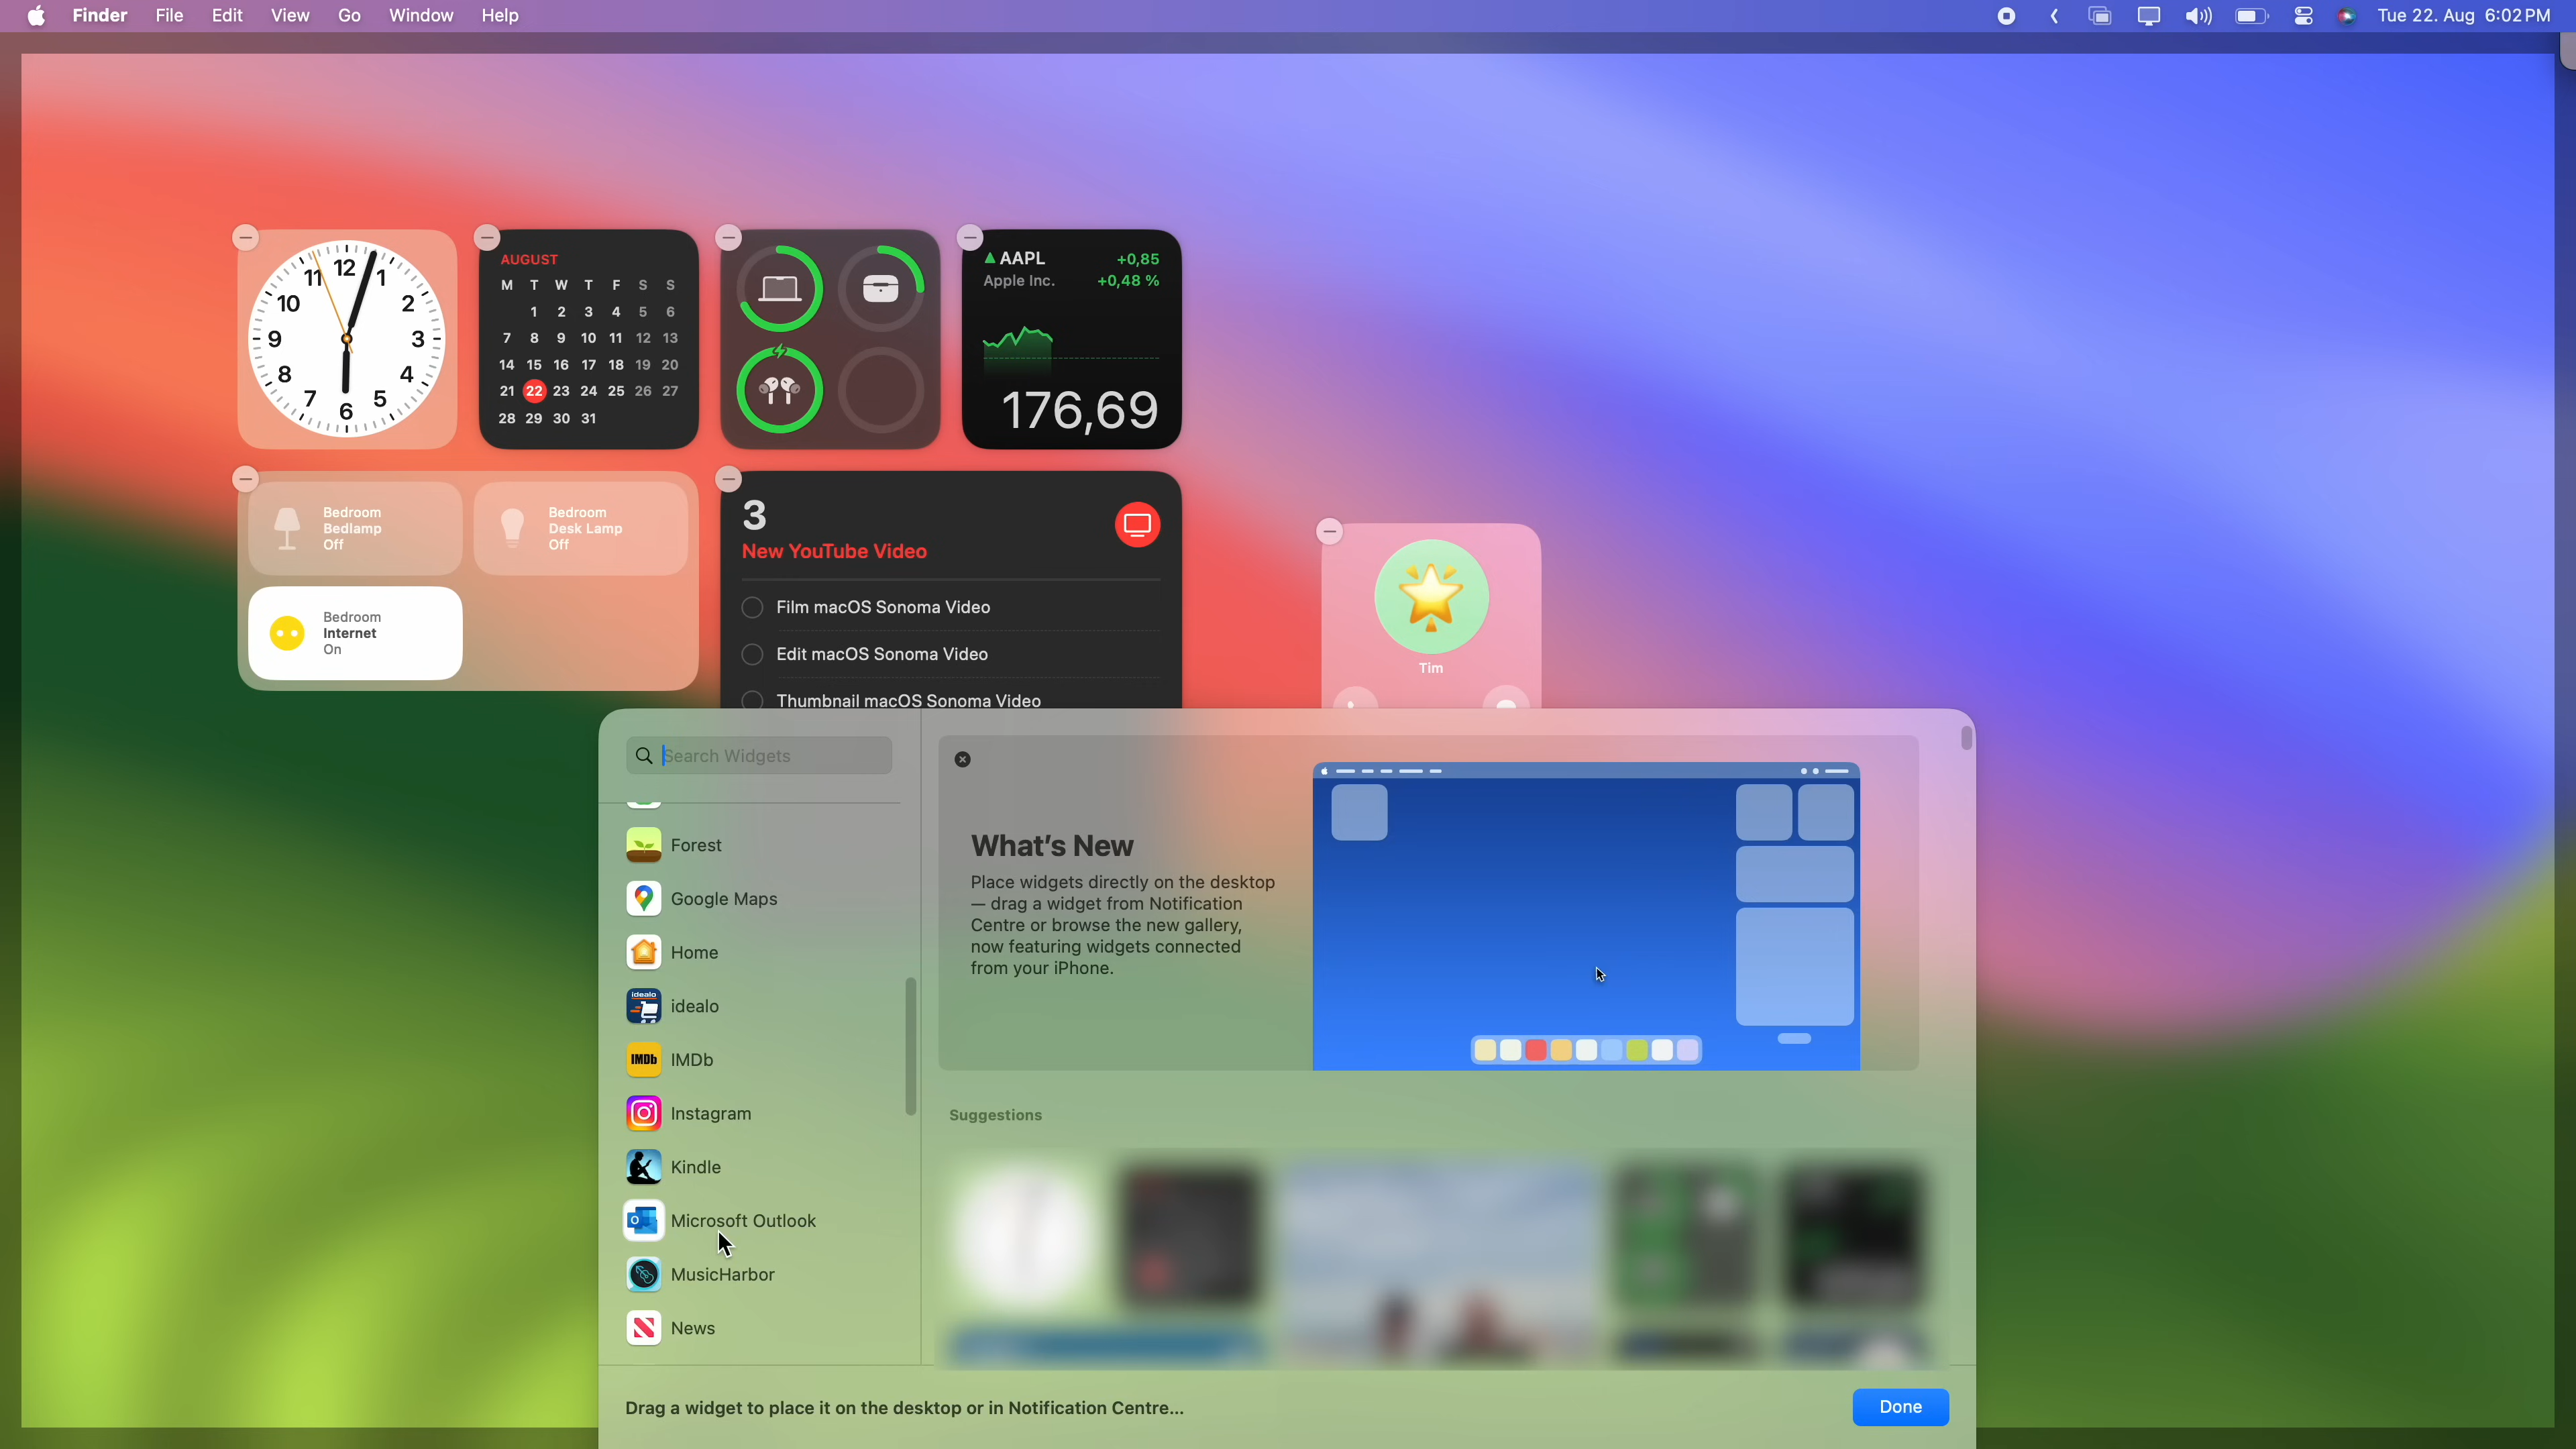 Finder File Edit View Go Window Help
Tue 22. Aug 6:02 PM
12
1
2
3
4
5
6
7
8
9
10
11
AUGUST
M T W T F S S
1 2 3 4 5 6
7 8 9 10 11 12 13
14 15 16 17 18 19 20
21 22 23 24 25 26 27
28 29 30 31
AAPL +0,85
Apple Inc. +0,48 %
176,69
Bedroom
Bedlamp
Off
Bedroom
Desk Lamp
Off
Bedroom
Internet
On
3
New YouTube Video
Film macOS Sonoma Video
Edit macOS Sonoma Video
Thumbnail macOS Sonoma Video
Tim
Search Widgets
Forest
Google Maps
Home
idealo
idealo
IMDb
IMDb
Instagram
Kindle
Microsoft Outlook
MusicHarbor
News
What's New
Place widgets directly on the desktop
— drag a widget from Notification
Centre or browse the new gallery,
now featuring widgets connected
from your iPhone.
Suggestions
Drag a widget to place it on the desktop or in Notification Centre...
Done